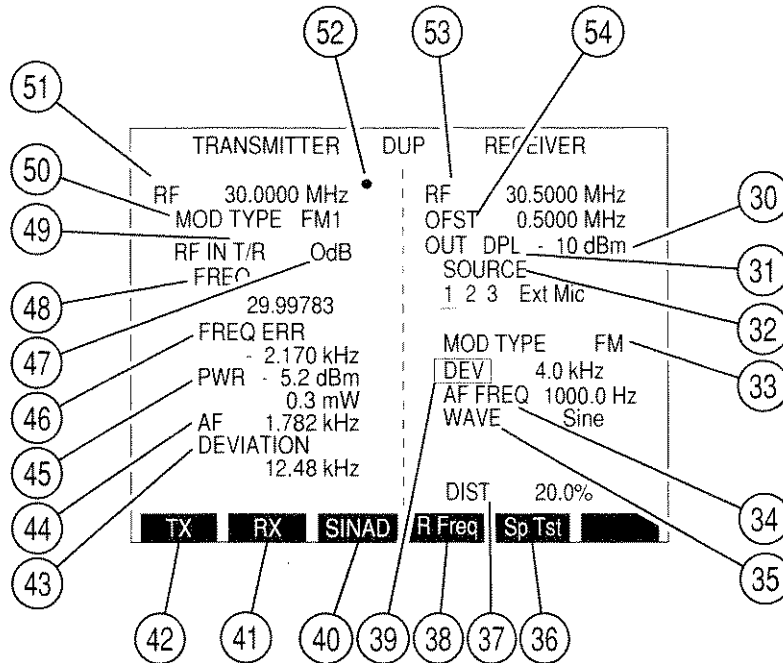 52 53 54
51
50
49
48
47
46
45
44
43
TRANSMITTER DUP RECEIVER
RF 30.0000 MHz
MOD TYPE FM1
RF IN T/R 0dB
FREQ
29.99783
FREQ ERR
- 2.170 kHz
PWR - 5.2 dBm
0.3 mW
AF 1.782 kHz
DEVIATION
12.48 kHz
RF 30.5000 MHz
OFST 0.5000 MHz
OUT DPL - 10 dBm
SOURCE
1 2 3 Ext Mic
MOD TYPE FM
DEV 4.0 kHz
AF FREQ 1000.0 Hz
WAVE Sine
DIST 20.0%
TX RX SINAD R Freq Sp Tst
30
31
32
33
34
35
42 41 40 39 38 37 36